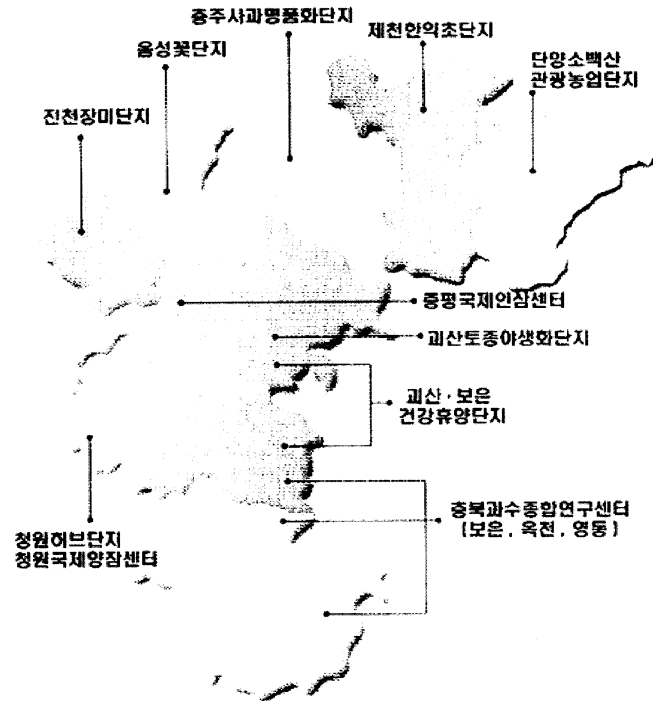 충주사과명품화단지
음성꽃단지
제천한약초단지
단양소백산
관광농업단지
진천장미단지
증평국제인삼센터
괴산토종야생화단지
괴산·보은
건강휴양단지
충북과수종합연구센터
(보은, 옥천, 영동)
청원허브단지
청원국제양잠센터